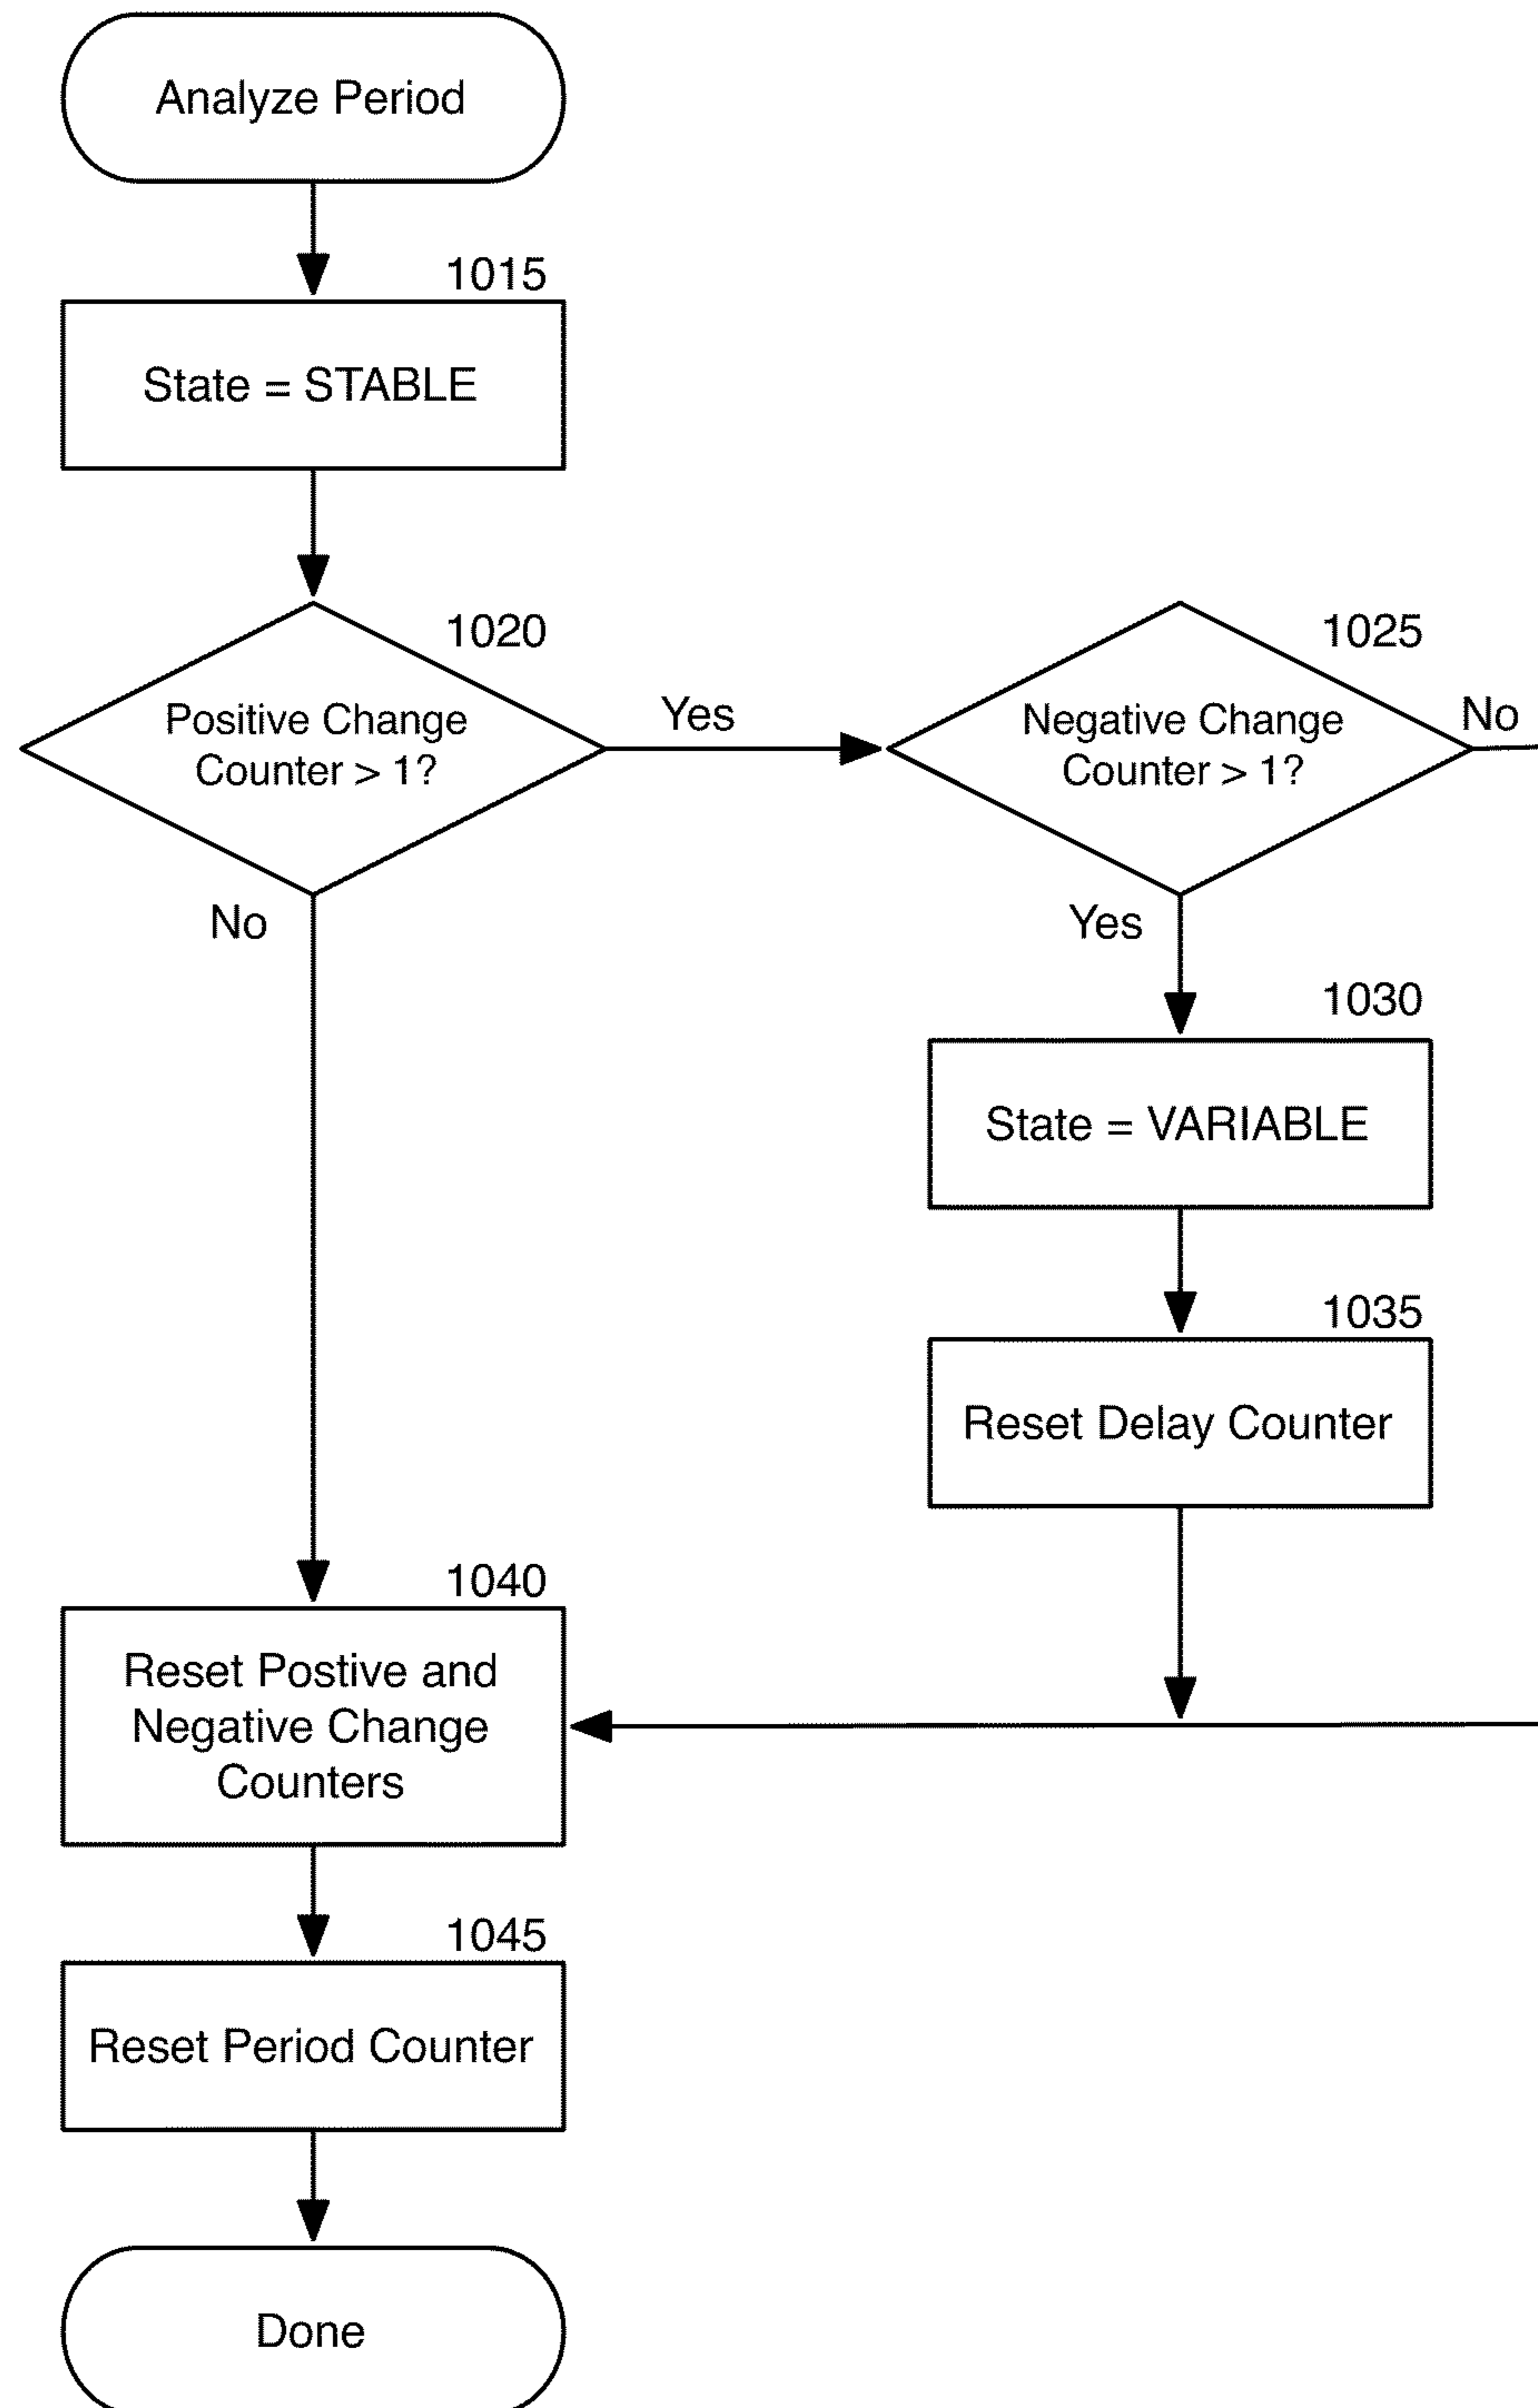 Analyze Period
1015
State = STABLE
1020
Positive Change
Counter > 1?
Yes
No
1025
Negative Change
Counter > 1?
No
Yes
1030
State = VARIABLE
1035
Reset Delay Counter
1040
Reset Postive and
Negative Change
Counters
1045
Reset Period Counter
Done